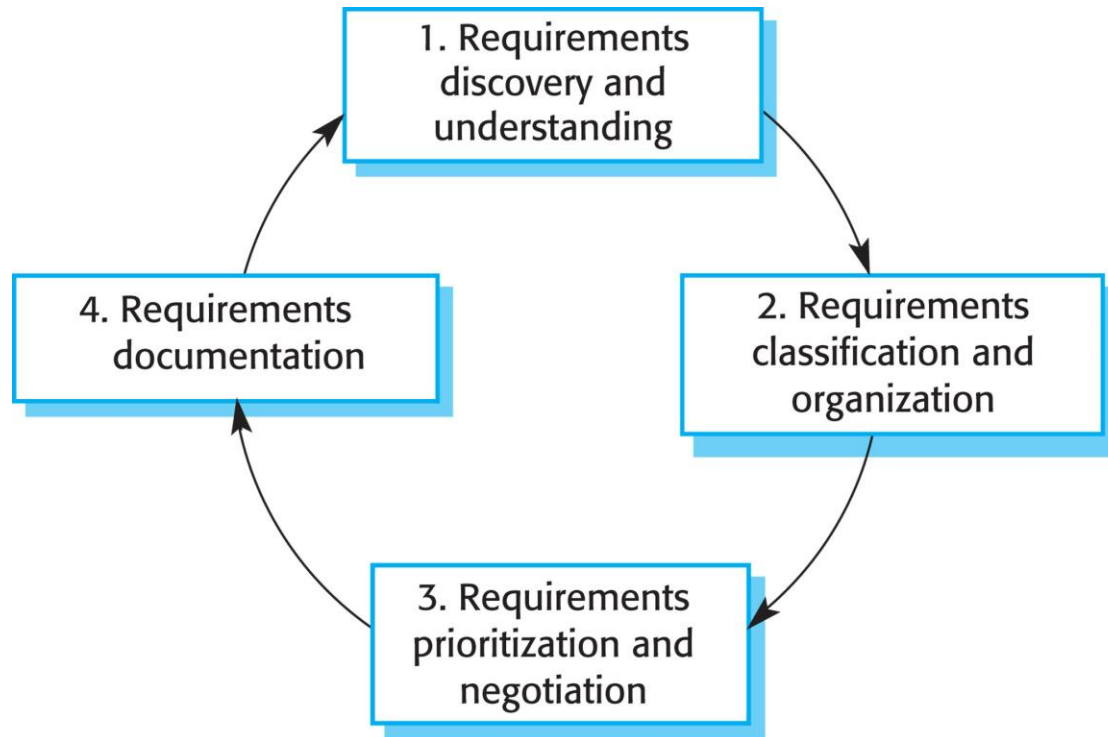 1. Requirements
discovery and
understanding
2. Requirements
classification and
organization
3. Requirements
prioritization and
negotiation
4. Requirements
documentation